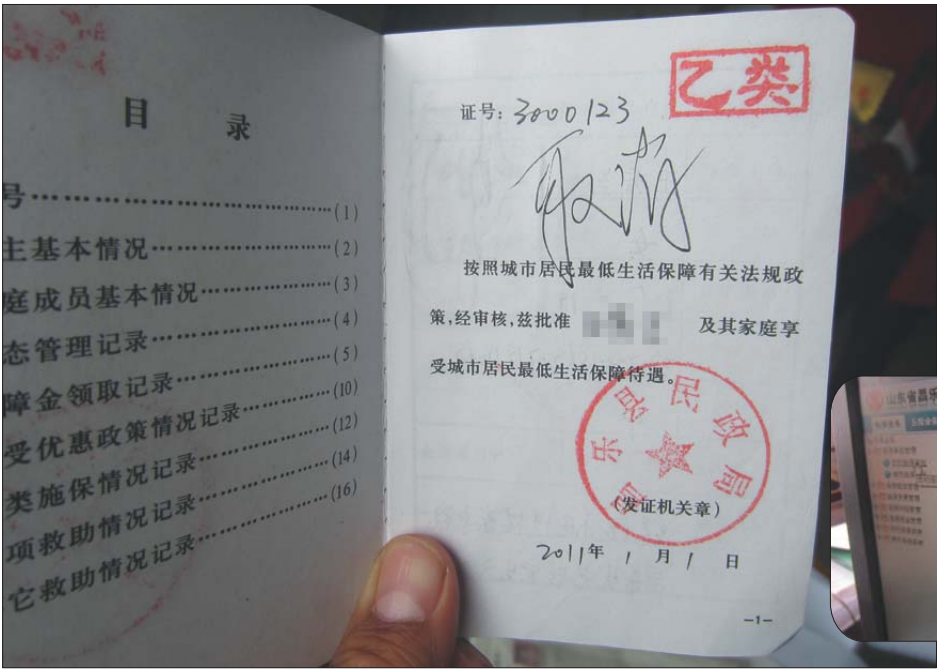 目 录
号……………………………(1)
主基本情况……………………(2)
庭成员基本情况………………(3)
态管理记录……………………(4)
障金领取记录…………………(5)
受优惠政策情况记录…………(10)
类施保情况记录………………(12)
项救助情况记录………………(14)
它救助情况记录………………(16)
乙类
证号:3000123
取消
按照城市居民最低生活保障有关法规政
策,经审核,兹批准 及其家庭享
受城市居民最低生活保障待遇。
昌乐县民政局
(发证机关章)
2011年 1 月 1 日
-1-
山东省昌乐